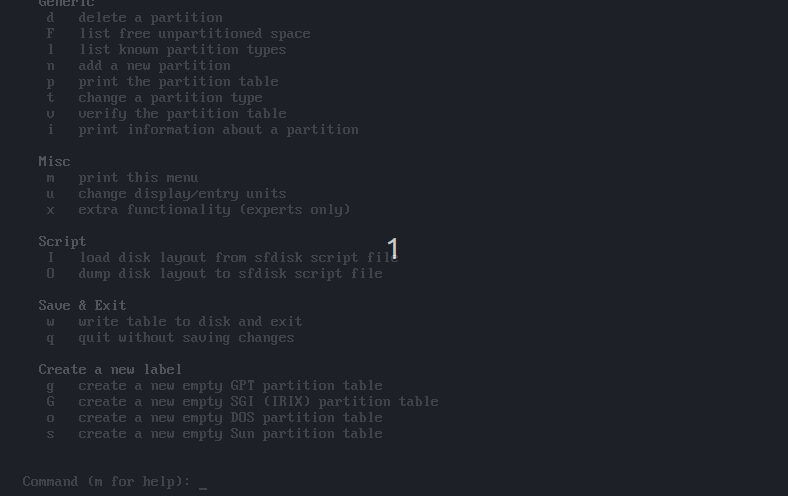 Generic
d delete a partition
F list free unpartitioned space
l list known partition types
n add a new partition
p print the partition table
t change a partition type
v verify the partition table
i print information about a partition
Misc
m print this menu
u change display/entry units
x extra functionality (experts only)
Script
I load disk layout from sfdisk script file
O dump disk layout to sfdisk script file
1
Save & Exit
w write table to disk and exit
q quit without saving changes
Create a new label
g create a new empty GPT partition table
G create a new empty SGI (IRIX) partition table
o create a new empty DOS partition table
s create a new empty Sun partition table
Command (m for help): _